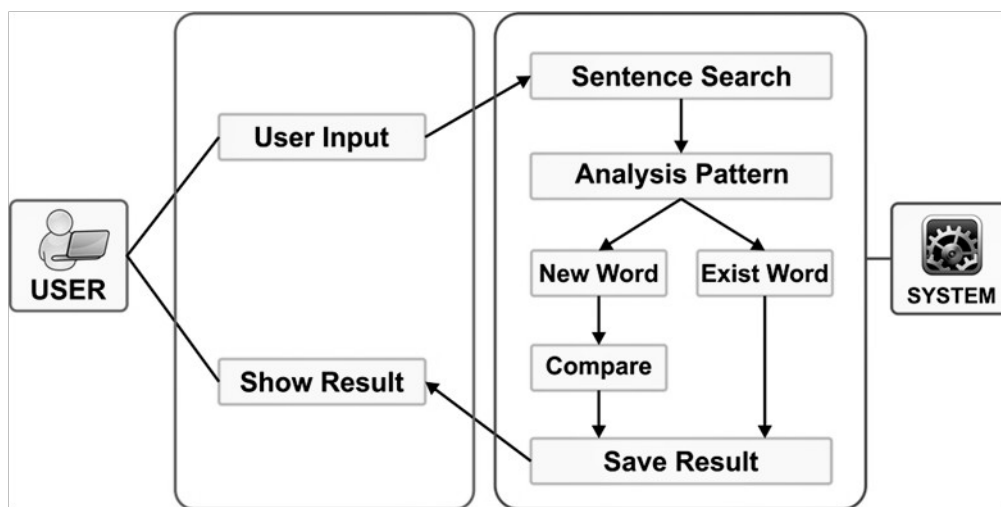 Sentence Search
User Input
Analysis Pattern
New Word
Exist Word
USER
SYSTEM
Compare
Show Result
Save Result